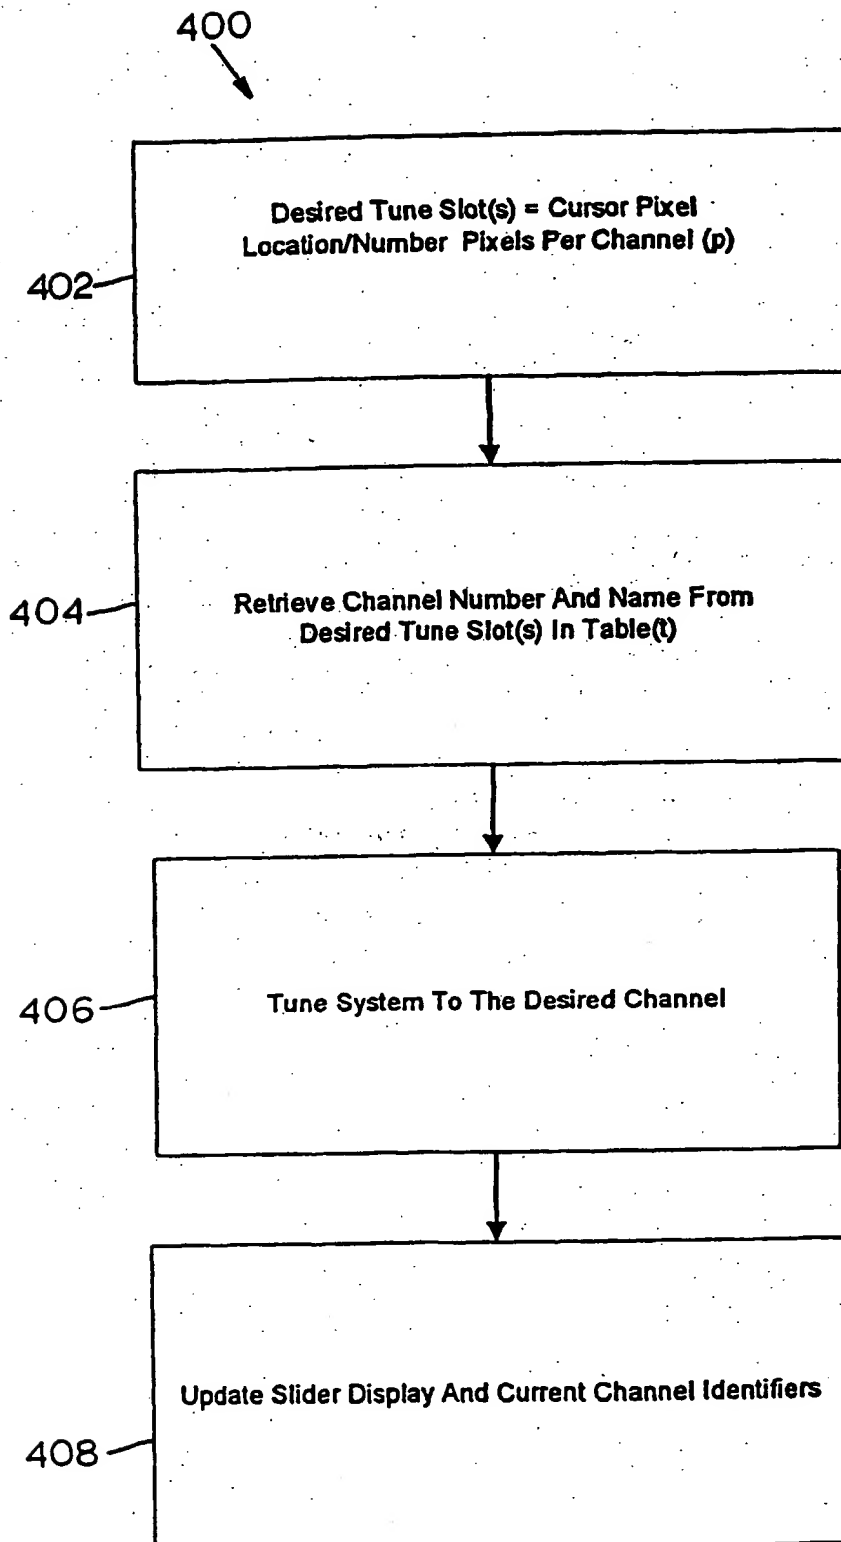 400
Desired Tune Slot(s) = Cursor Pixel
Location/Number Pixels Per Channel (p)
402
404
Retrieve Channel Number And Name From
Desired Tune Slot(s) In Table(t)
406
Tune System To The Desired Channel
Update Slider Display And Current Channel Identifiers
408